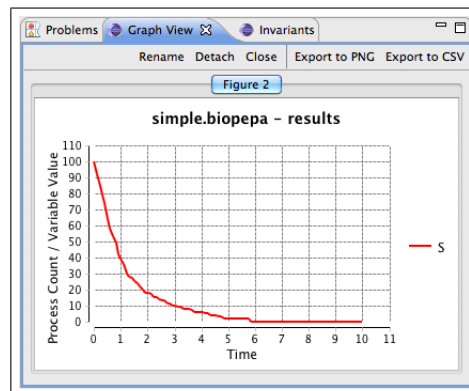 Problems Graph View Invariants
Rename Detach Close Export to PNG Export to CSV
Figure 2
simple.biopepa - results
Process Count / Variable Value
110
100
90
80
70
60
50
40
30
20
10
0
0 1 2 3 4 5 6 7 8 9 10 11
Time
S